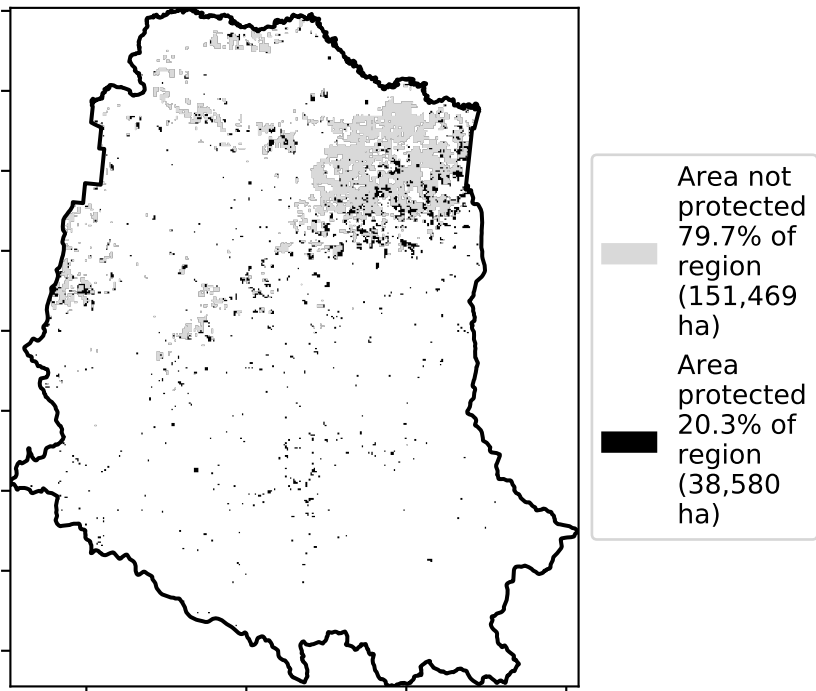 Area not
protected
79.7% of
region
(151,469
ha)
Area
protected
20.3% of
region
(38,580
ha)